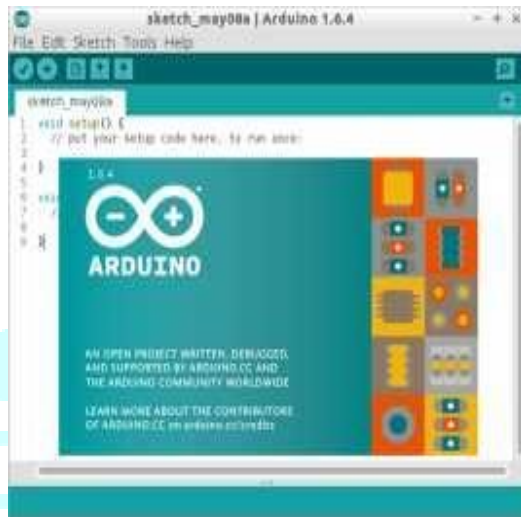 sketch_may08a | Arduino 1.6.4
File Edit Sketch Tools Help
sketch_may08a
1 void setup() {
2 // put your setup code here, to run once:
3
4 }
5
6 void
7 //
8
9 }
1.6.4
ARDUINO
AN OPEN PROJECT WRITTEN, DEBUGGED,
AND SUPPORTED BY ARDUINO.CC AND
THE ARDUINO COMMUNITY WORLDWIDE
LEARN MORE ABOUT THE CONTRIBUTORS
OF ARDUINO.CC on arduino.cc/credits